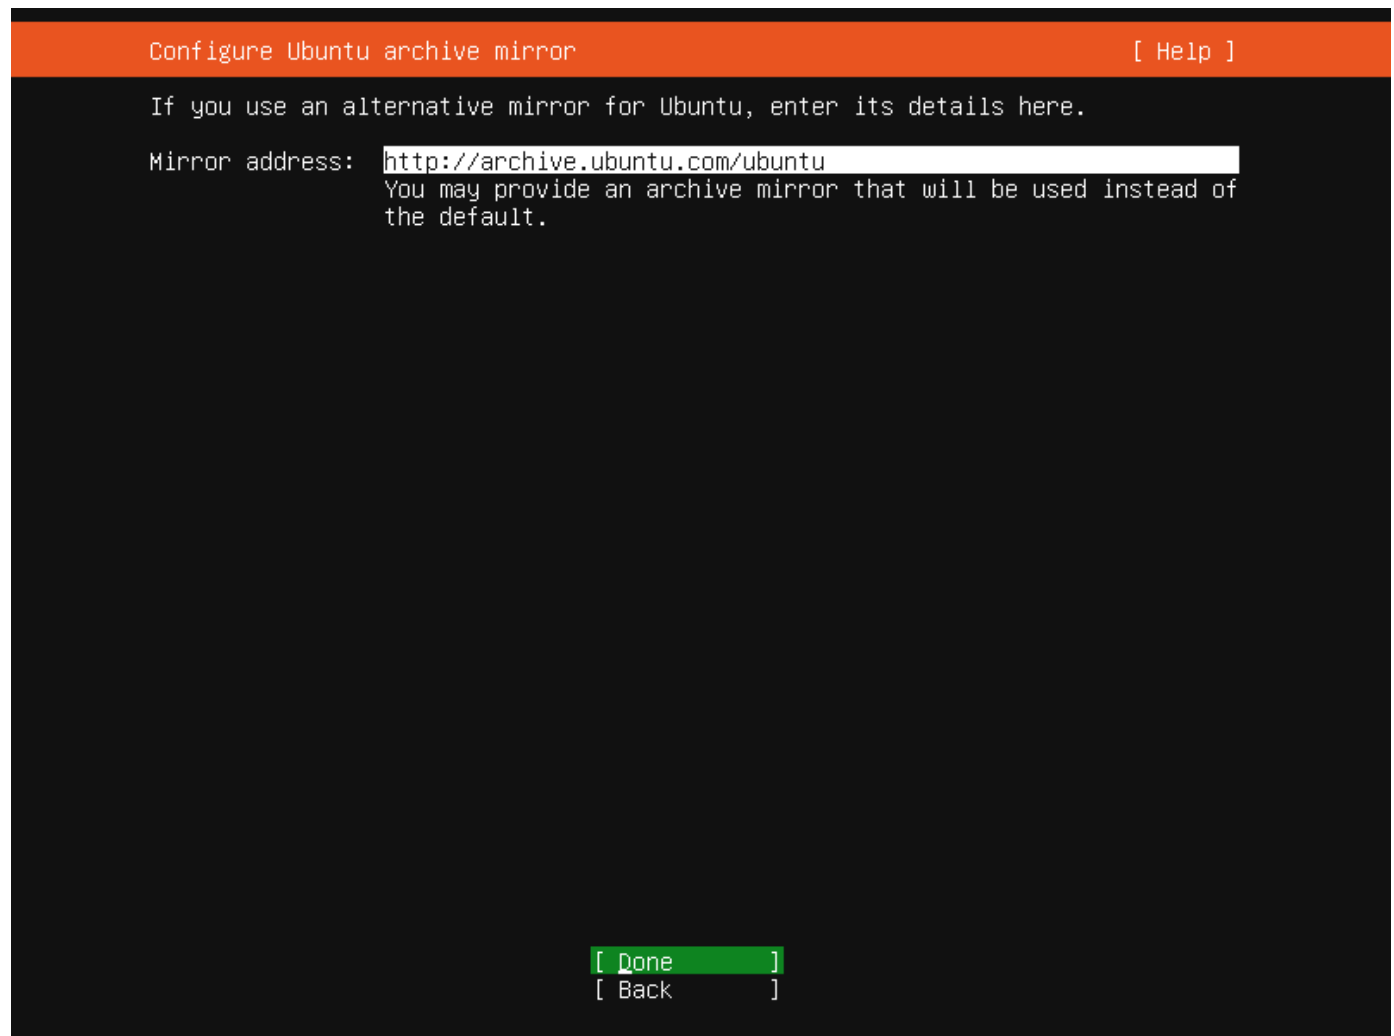 Configure Ubuntu archive mirror [ Help ]
If you use an alternative mirror for Ubuntu, enter its details here.
Mirror address: http://archive.ubuntu.com/ubuntu
You may provide an archive mirror that will be used instead of
the default.
[ Done ]
[ Back ]